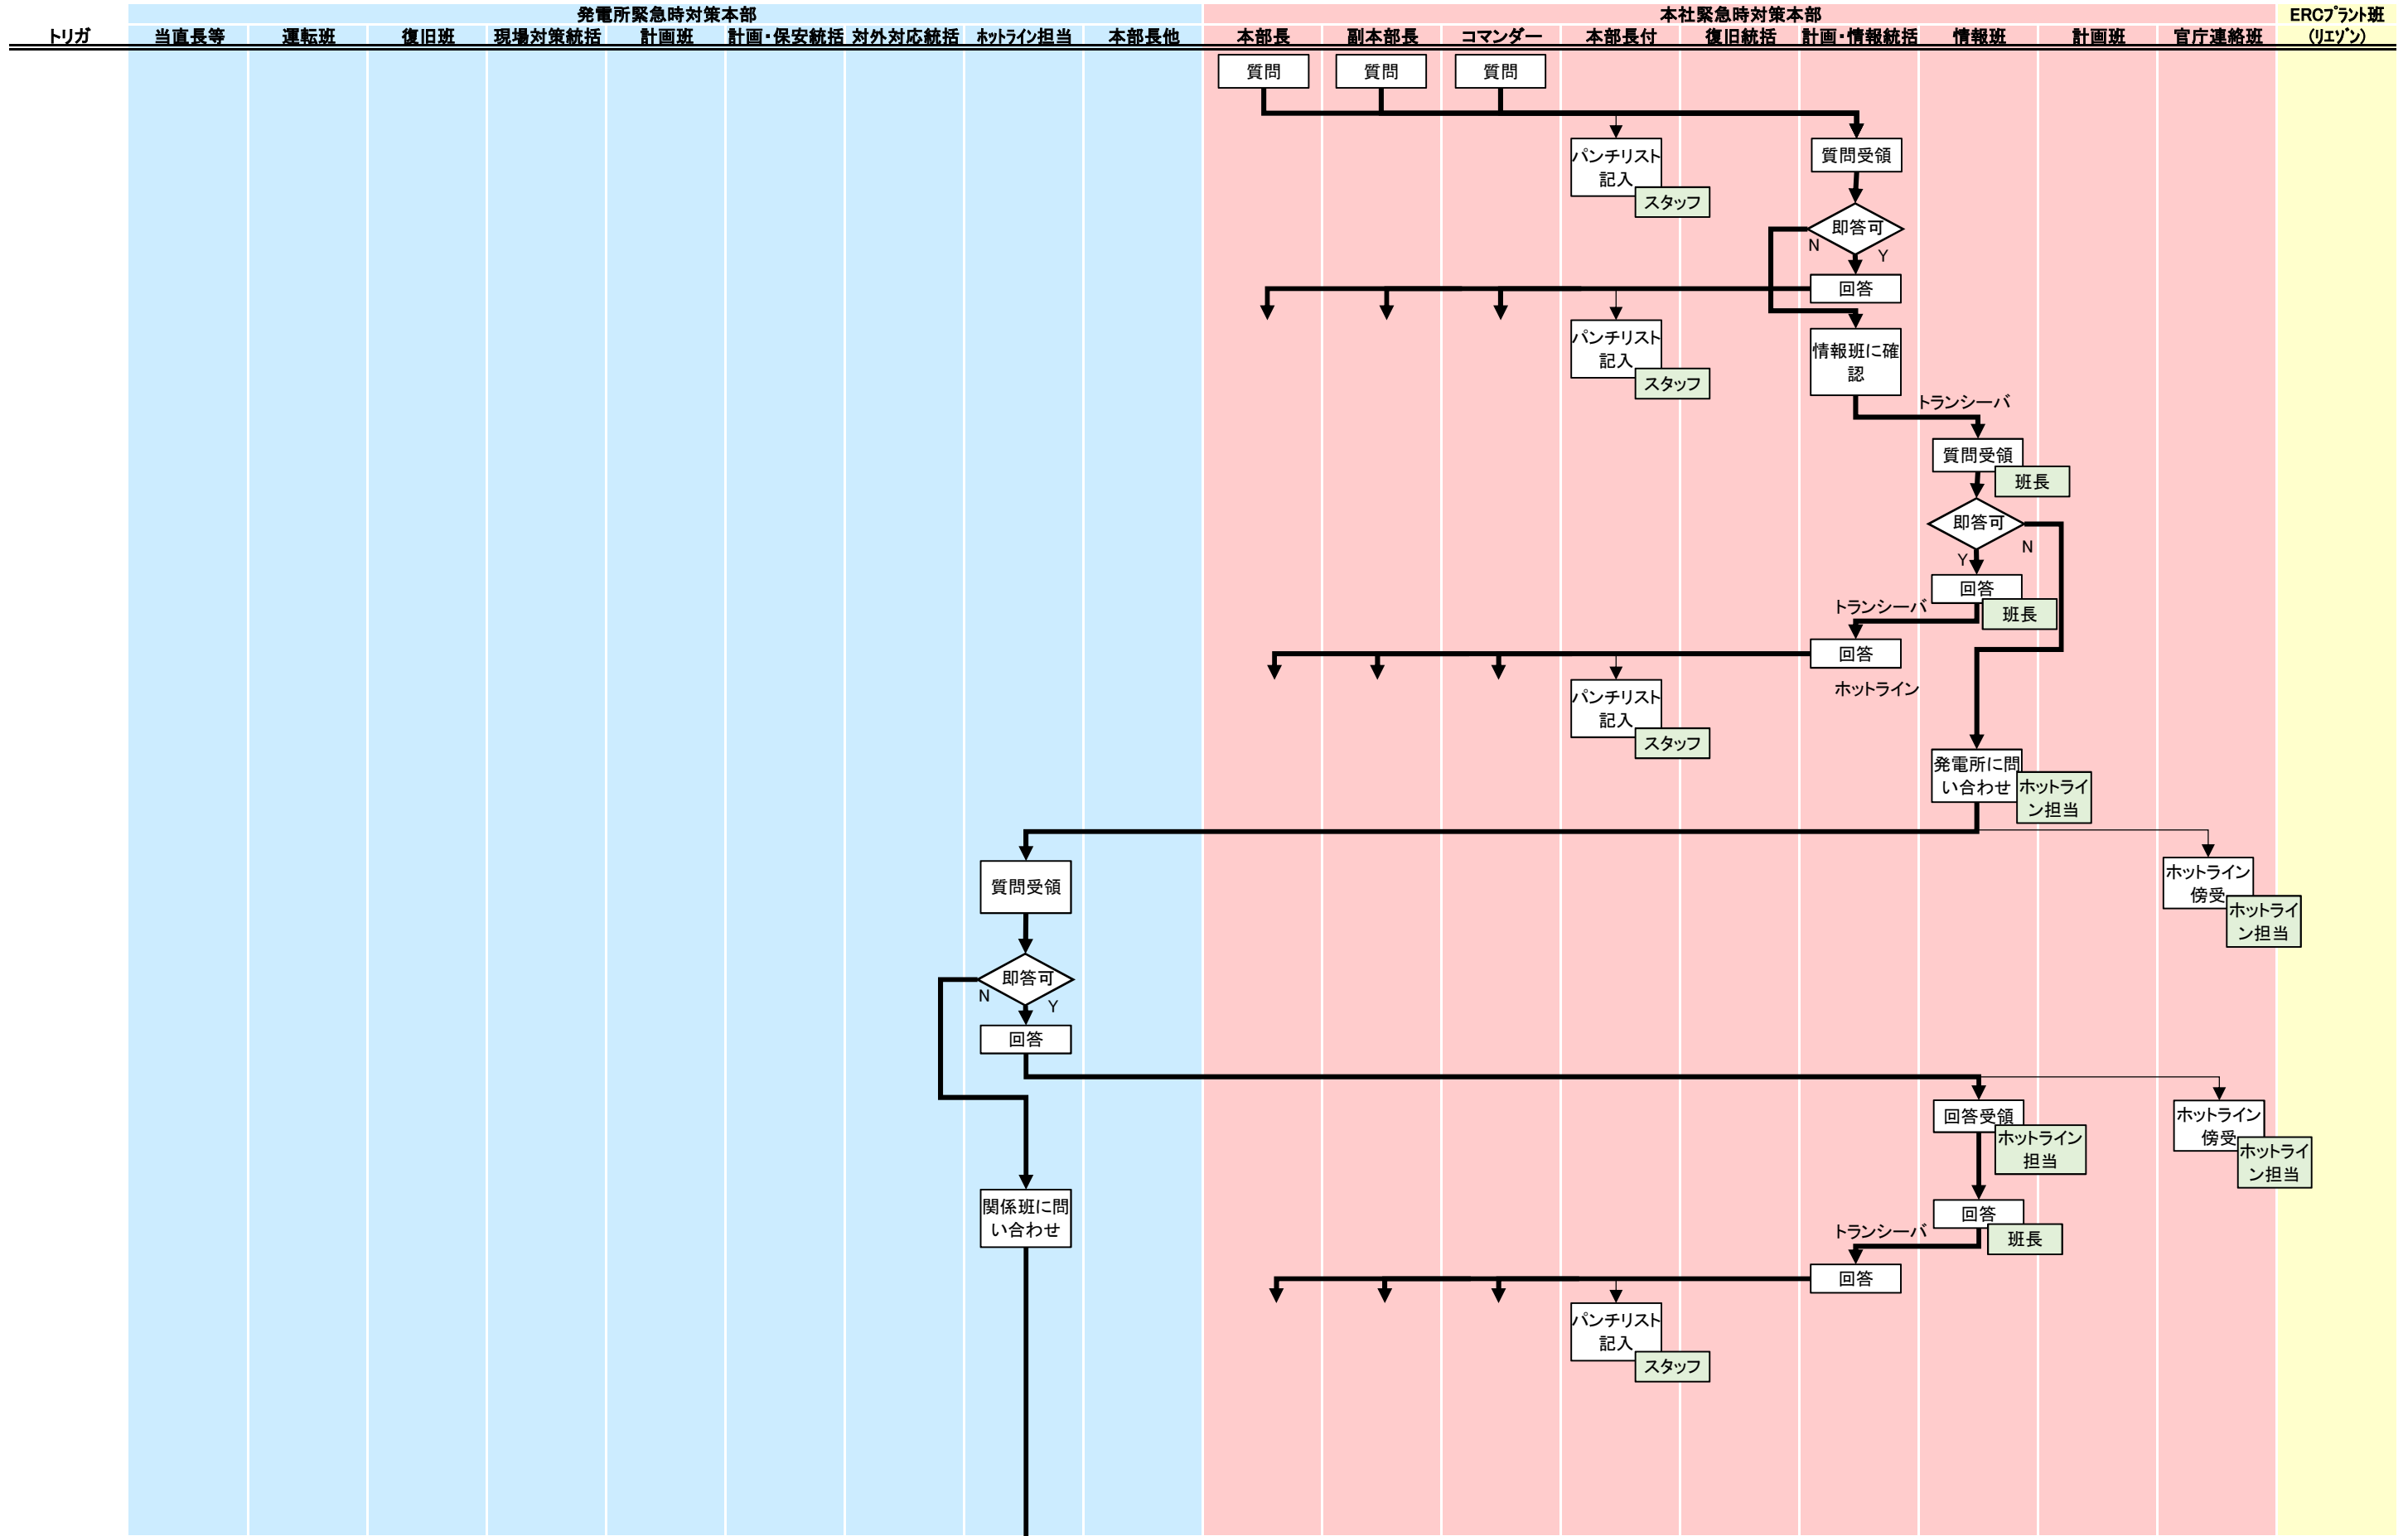 発電所緊急時対策本部
本社緊急時対策本部
ERCﾌﾟﾗﾝﾄ班
トリガ
当直長等
運転班
復旧班
現場対策統括
計画班
計画・保安統括
対外対応統括
ﾎｯﾄﾗｲﾝ担当
本部長他
本部長
副本部長
コマンダー
本部長付
復旧統括
計画・情報統括
情報班
計画班
官庁連絡班
(ﾘｴｿﾞﾝ)
質問
質問
質問
パンチリスト
記入
スタッフ
質問受領
即答可
N
Y
回答
パンチリスト
記入
スタッフ
情報班に確
認
トランシーバ
質問受領
班長
即答可
N
Y
回答
班長
トランシーバ
回答
ホットライン
パンチリスト
記入
スタッフ
発電所に問
い合わせ
ホットライ
ン担当
質問受領
ホットライン
傍受
ホットライ
ン担当
即答可
N
Y
回答
回答受領
ホットライン
担当
ホットライン
傍受
ホットライ
ン担当
関係班に問
い合わせ
回答
班長
トランシーバ
回答
パンチリスト
記入
スタッフ